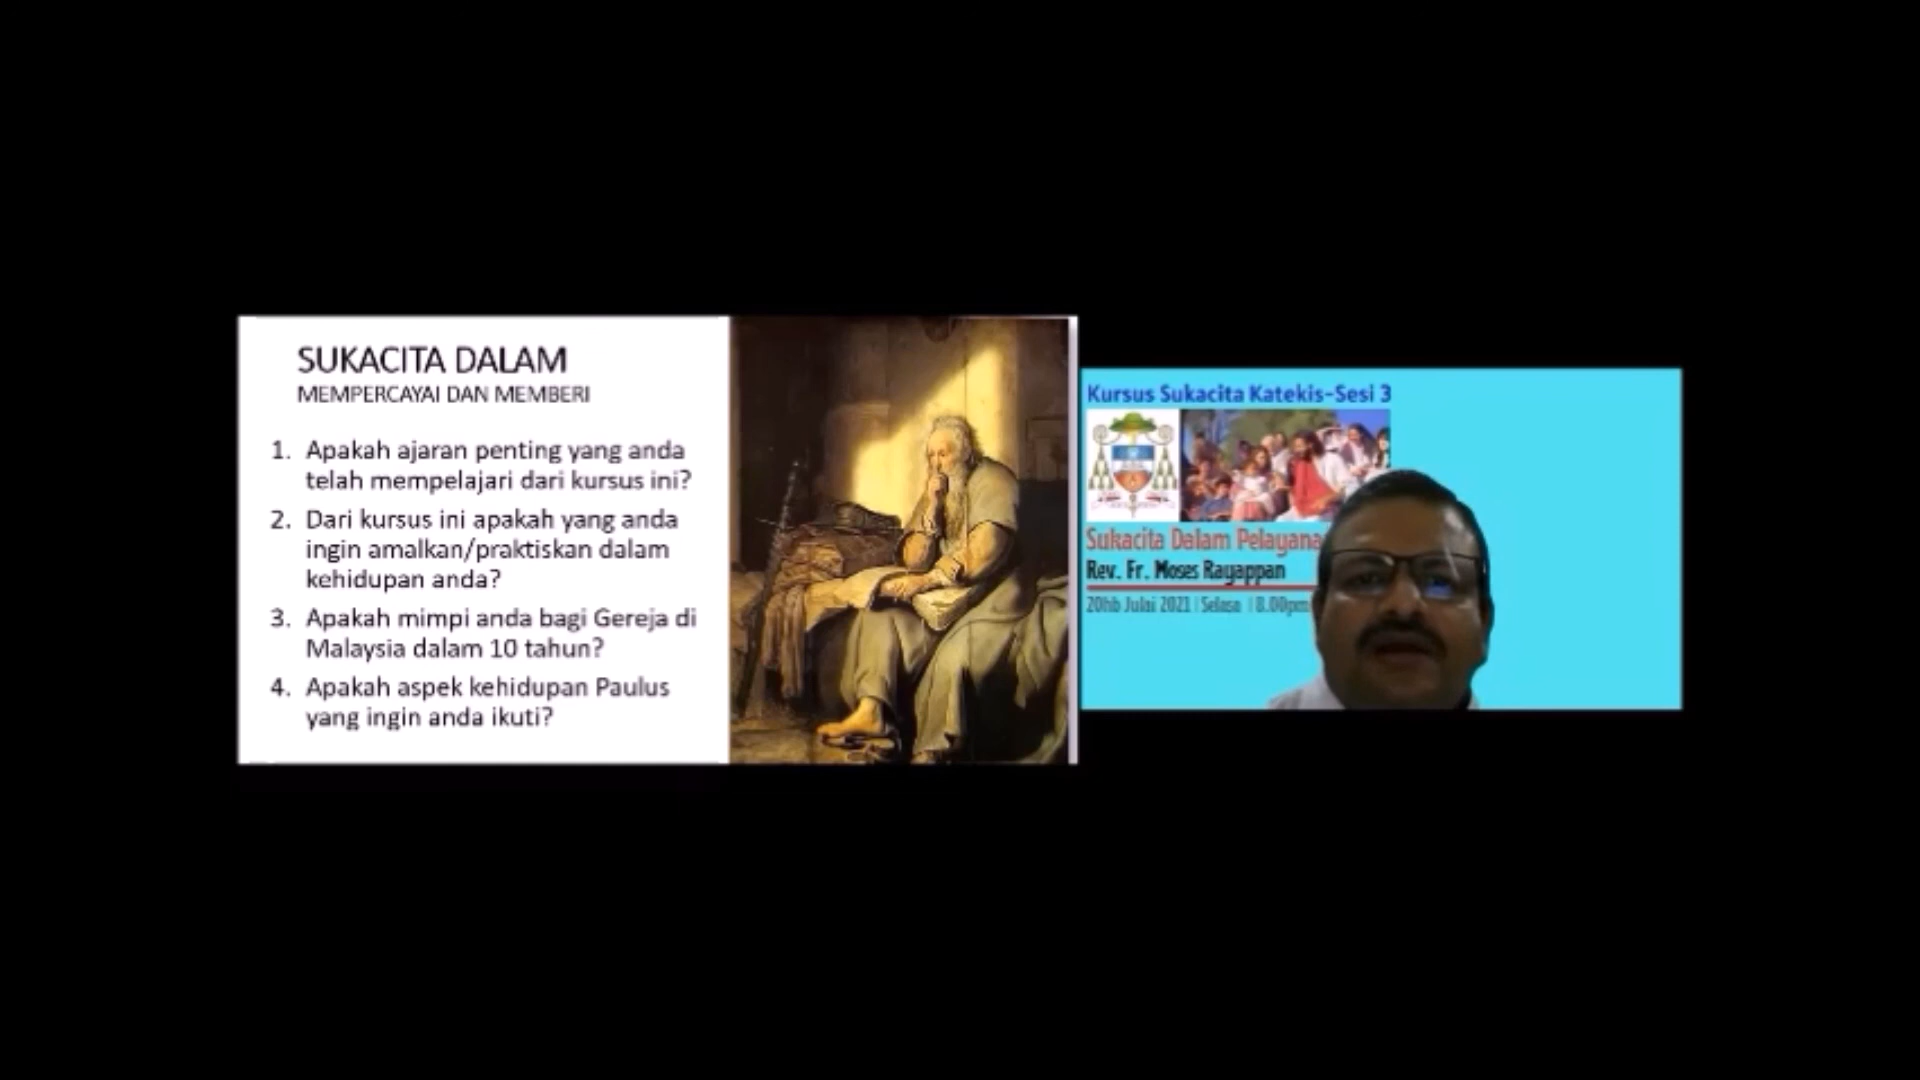 SUKACITA DALAM
MEMPERCAYAI DAN MEMBERI
1. Apakah ajaran penting yang anda
telah mempelajari dari kursus ini?
2. Dari kursus ini apakah yang anda
ingin amalkan/praktiskan dalam
kehidupan anda?
3. Apakah mimpi anda bagi Gereja di
Malaysia dalam 10 tahun?
4. Apakah aspek kehidupan Paulus
yang ingin anda ikuti?
Kursus Sukacita Katekis-Sesi 3
Sukacita Dalam Pelayana
Rev. Fr. Moses Rayappan
20hb Julai 2021 | Selasa | 8.00pm